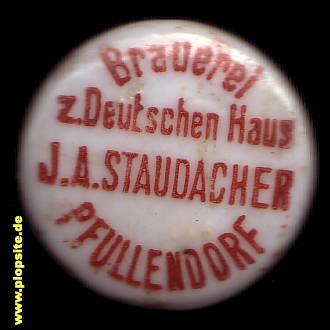 Brauerei
z.Deutschen Haus
J.A.STAUDACHER
PFULLENDORF
www.plopsite.de